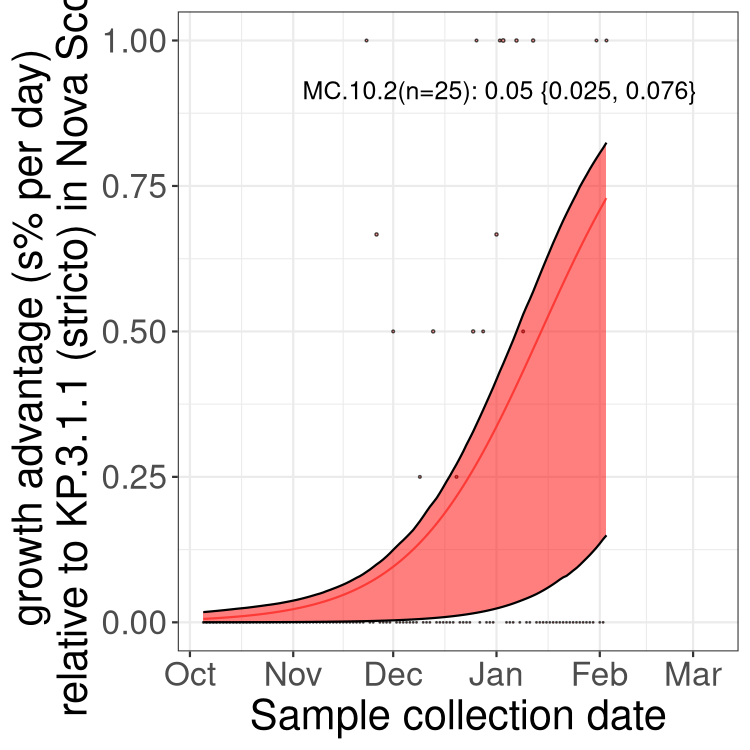 growth advantage (s% per day)
relative to KP.3.1.1 (stricto) in Nova
1.00
0.75
0.50
0.25
0.00
MC.10.2(n=25): 0.05 {0.025, 0.076}
Oct Nov Dec Jan Feb Mar
Sample collection date